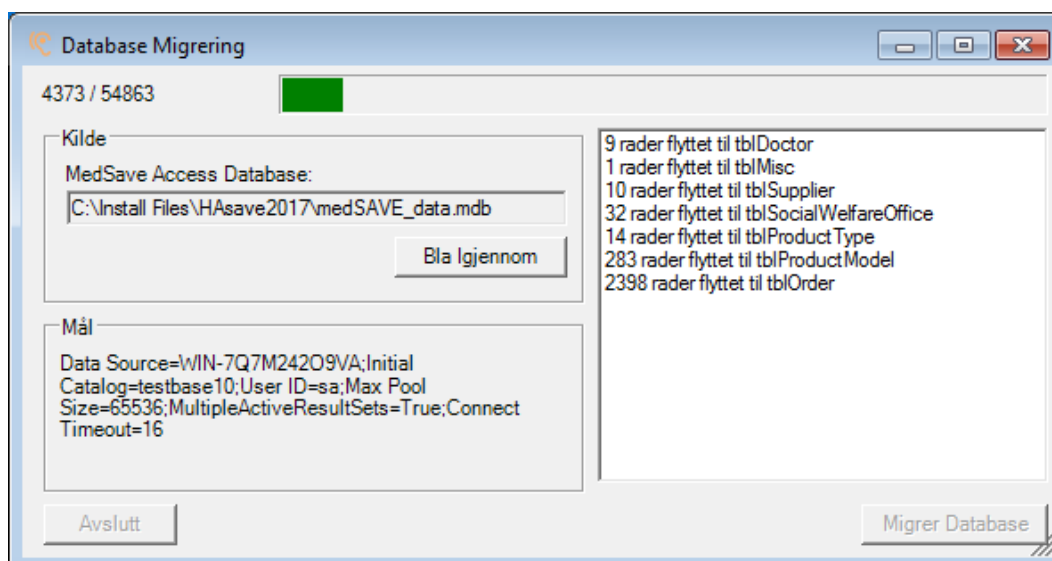 Database Migrering
4373 / 54863
Kilde
MedSave Access Database:
C:\Install Files\HAsave2017\medSAVE_data.mdb
Bla Igjennom
Mål
Data Source=WIN-7Q7M242O9VA;Initial
Catalog=testbase10;User ID=sa;Max Pool
Size=65536;MultipleActiveResultSets=True;Connect
Timeout=16
9 rader flyttet til tblDoctor
1 rader flyttet til tblMisc
10 rader flyttet til tblSupplier
32 rader flyttet til tblSocialWelfareOffice
14 rader flyttet til tblProductType
283 rader flyttet til tblProductModel
2398 rader flyttet til tblOrder
Avslutt
Migrer Database